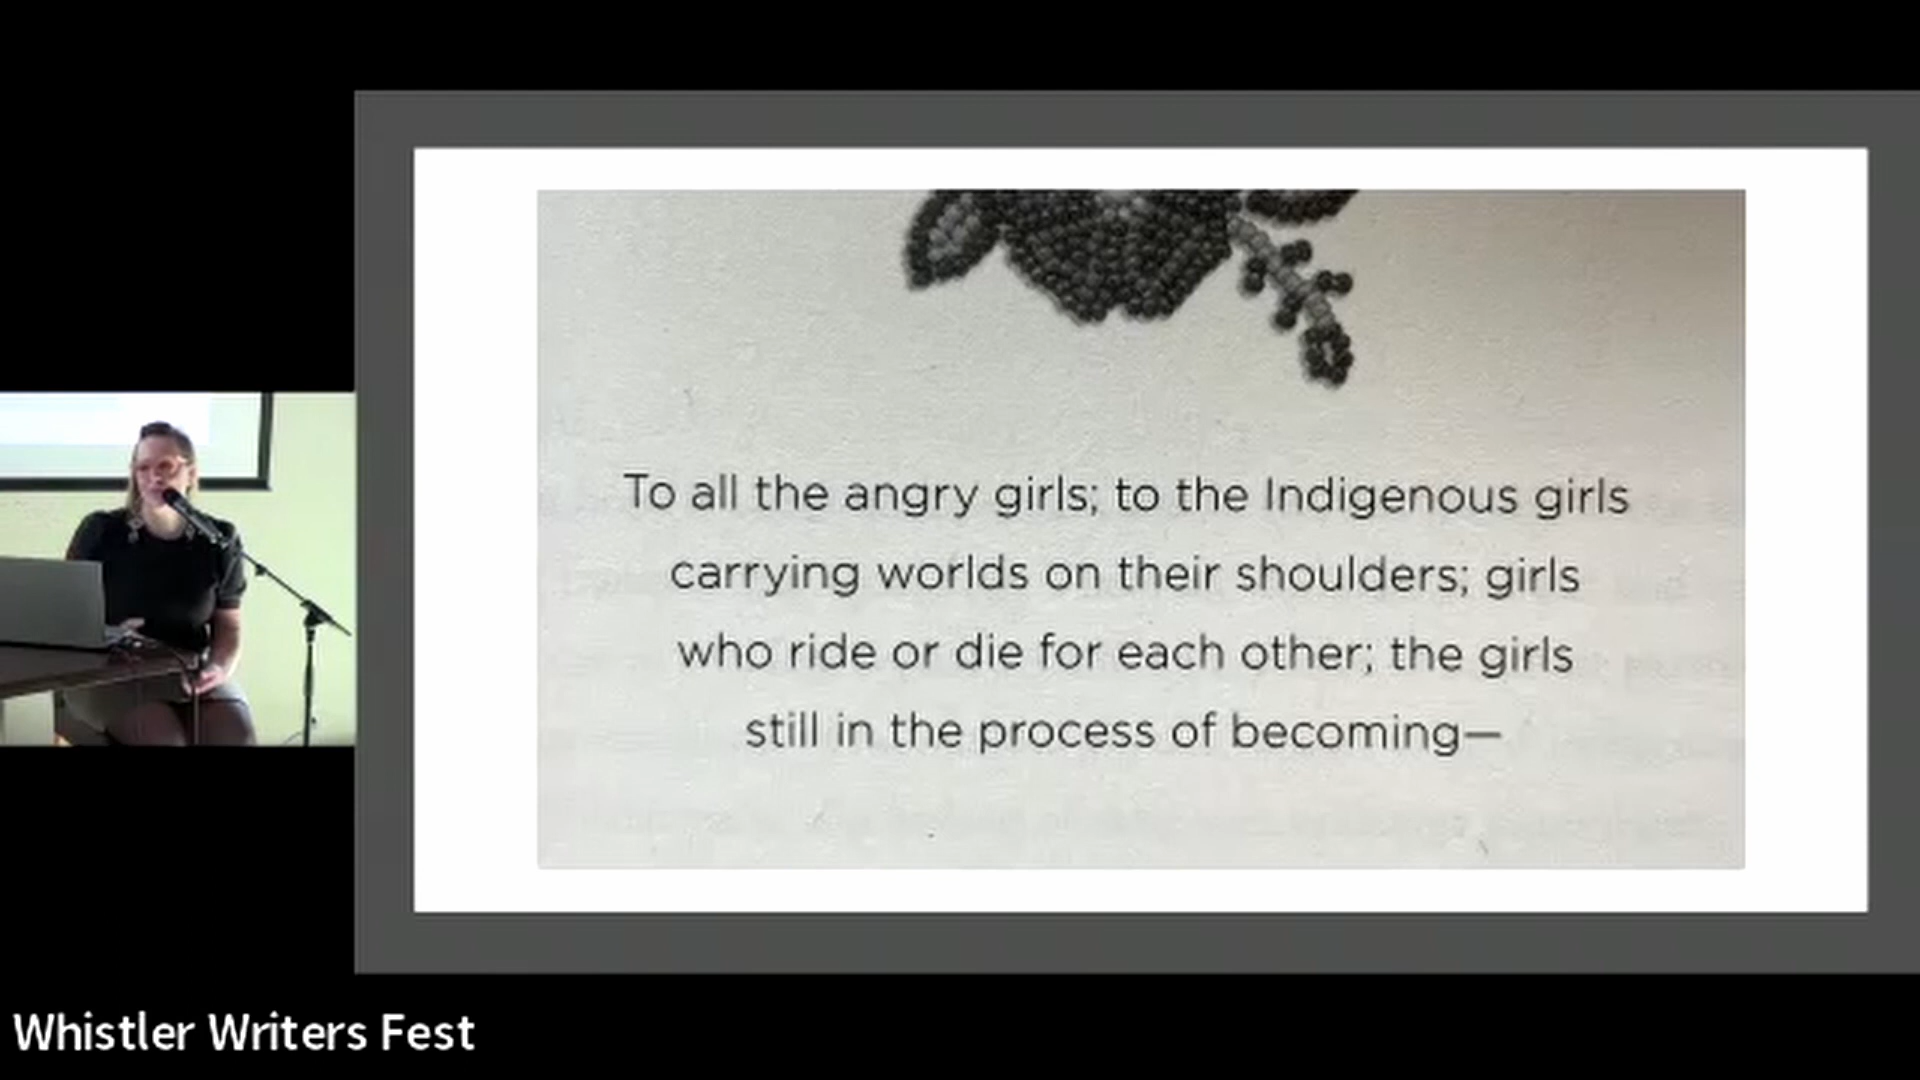 To all the angry girls; to the Indigenous girls
carrying worlds on their shoulders; girls
who ride or die for each other; the girls
still in the process of becoming—
Whistler Writers Fest